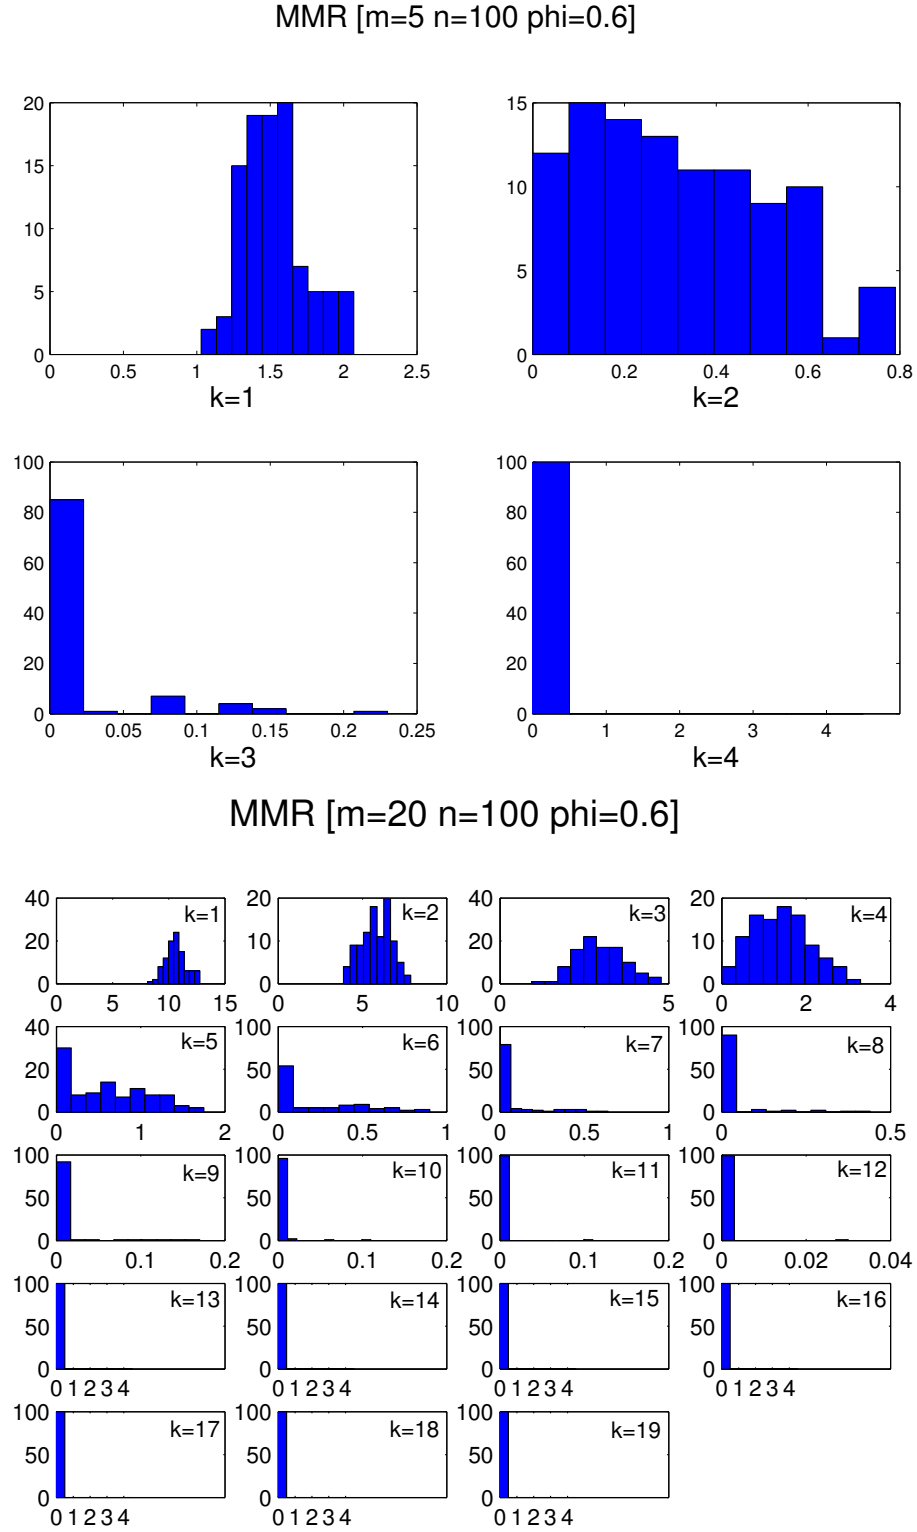 MMR [m=5 n=100 phi=0.6]
20
15
10
5
0
0 0.5 1 1.5 2 2.5
k=1
15
10
5
0
0 0.2 0.4 0.6 0.8
k=2
100
80
60
40
20
0
0 0.05 0.1 0.15 0.2 0.25
k=3
100
80
60
40
20
0
0 1 2 3 4
k=4
MMR [m=20 n=100 phi=0.6]
40
20
0
0 5 10 15
k=1
20
10
0
0 5 10
k=2
40
20
0
0 5
k=3
20
10
0
0 2 4
k=4
40
20
0
0 1 2
k=5
100
50
0
0 0.5 1
k=6
100
50
0
0 0.5 1
k=7
100
50
0
0 0.5
k=8
100
50
0
0 0.1 0.2
k=9
100
50
0
0 0.1 0.2
k=10
100
50
0
0 0.1 0.2
k=11
100
50
0
0 0.02 0.04
k=12
100
50
0
0 1 2 3 4
k=13
100
50
0
0 1 2 3 4
k=14
100
50
0
0 1 2 3 4
k=15
100
50
0
0 1 2 3 4
k=16
100
50
0
0 1 2 3 4
k=17
100
50
0
0 1 2 3 4
k=18
100
50
0
0 1 2 3 4
k=19